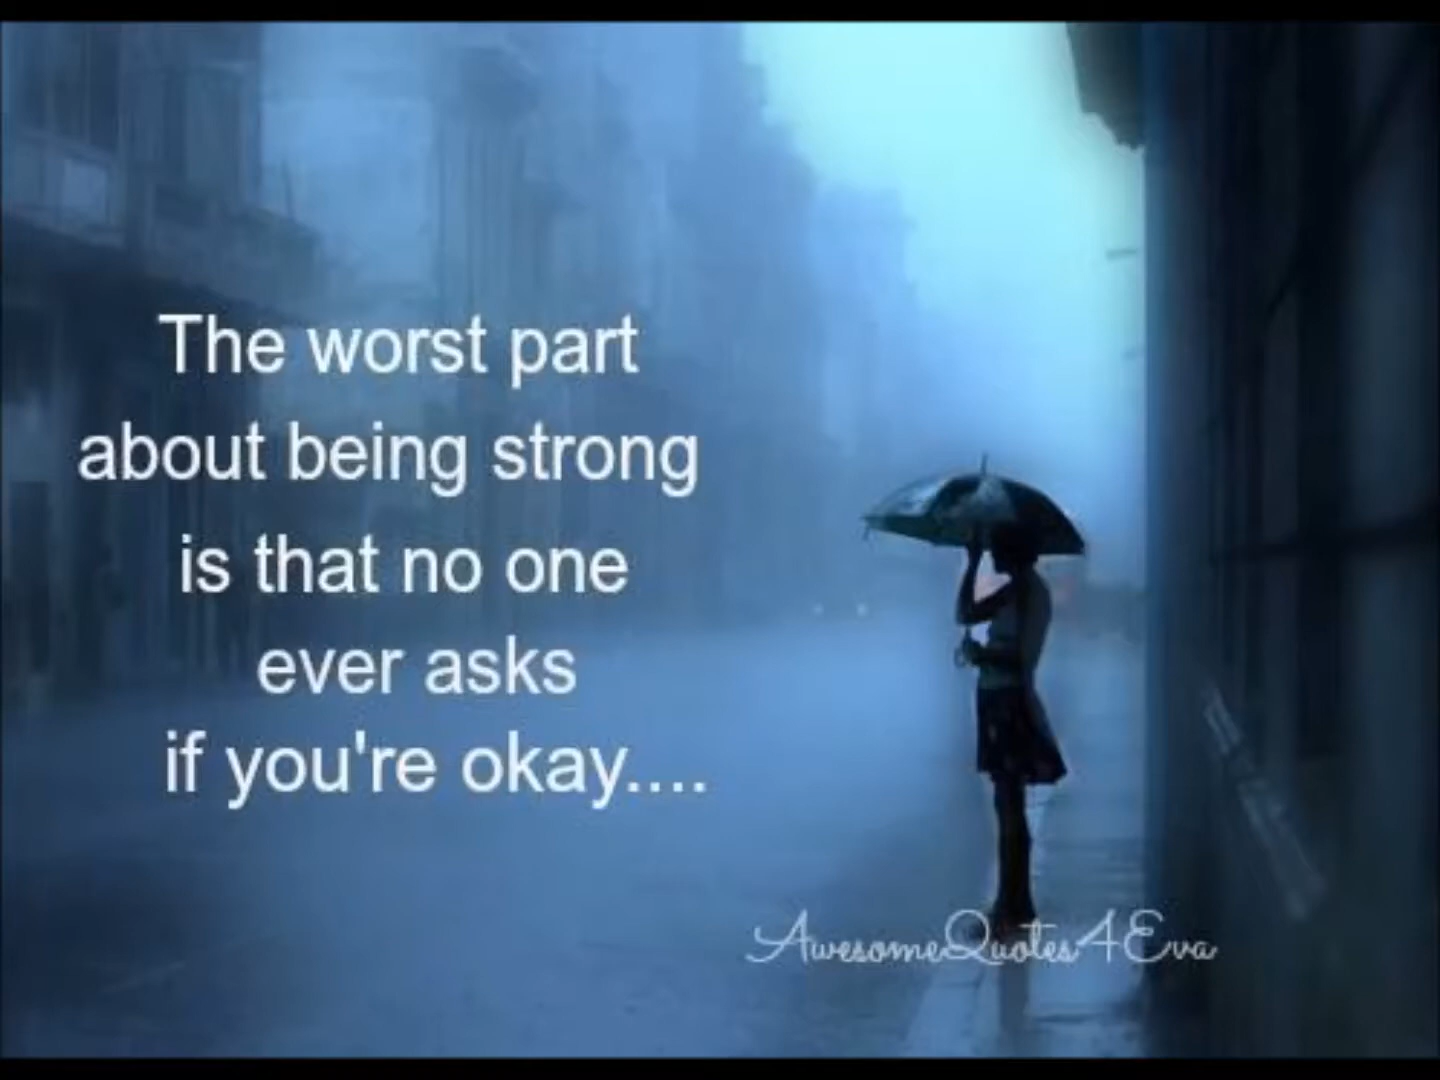 The worst part
about being strong
is that no one
ever asks
if you're okay....
AwesomeQuotes4Eva